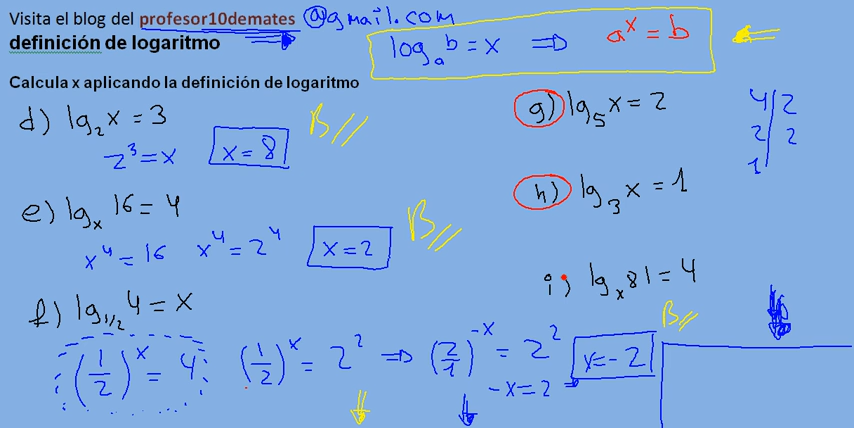 Visita el blog del profesor10demates @gmail.com
definición de logaritmo
log_a b = x ⇒ a^x = b
Calcula x aplicando la definición de logaritmo
d) lg_2 x = 3
2^3 = x x = 8 B//
e) lg_x 16 = 4
x^4 = 16 x^4 = 2^4 x = 2 B//
f) lg_1/2 4 = x
(1/2)^x = 4 (1/2)^x = 2^2 ⇒ (2/1)^-x = 2^2 x = -2 B//
-x = 2
g) lg_5 x = 2
4 | 2
2 | 2
1
h) lg_3 x = 1
i) lg_x 81 = 4